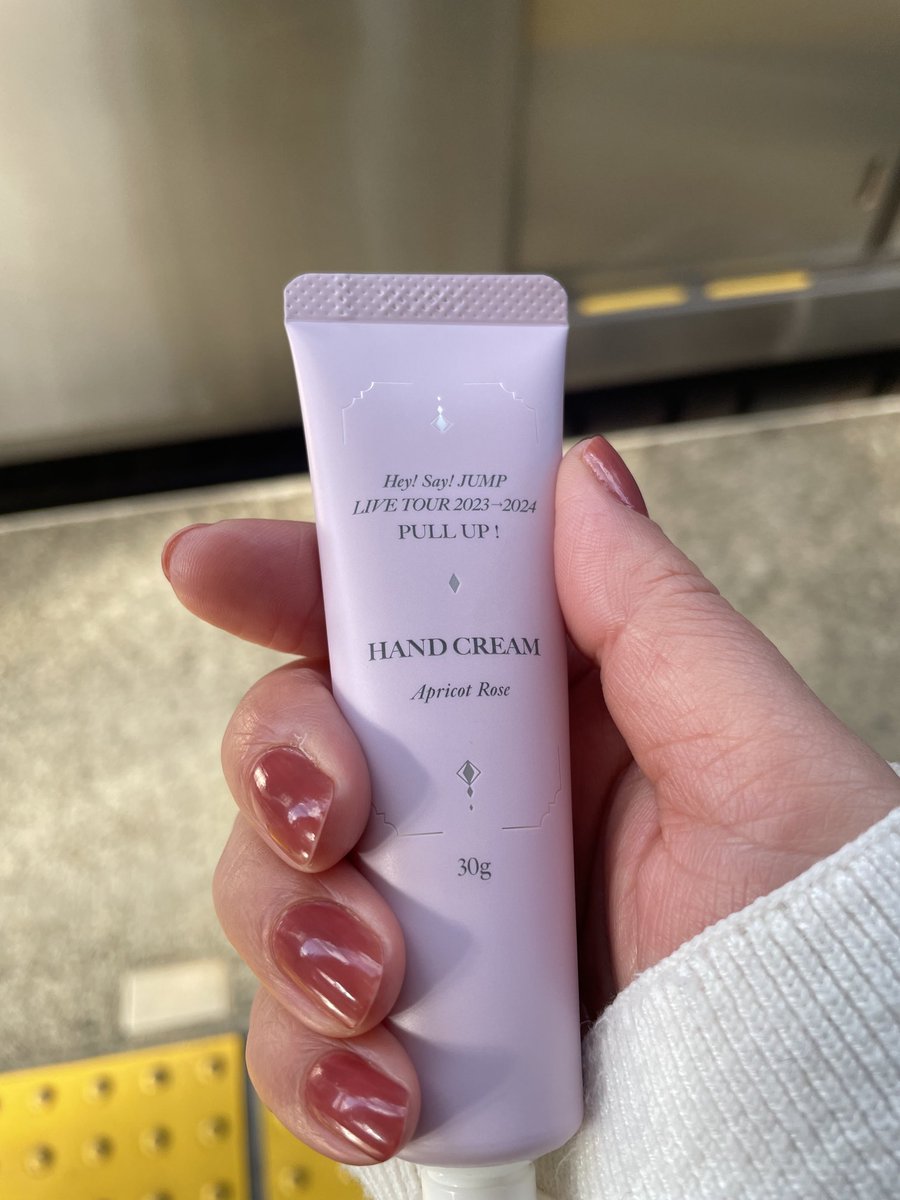 Hey! Say! JUMP
LIVE TOUR 2023→2024
PULL UP!
HAND CREAM
Apricot Rose
30g